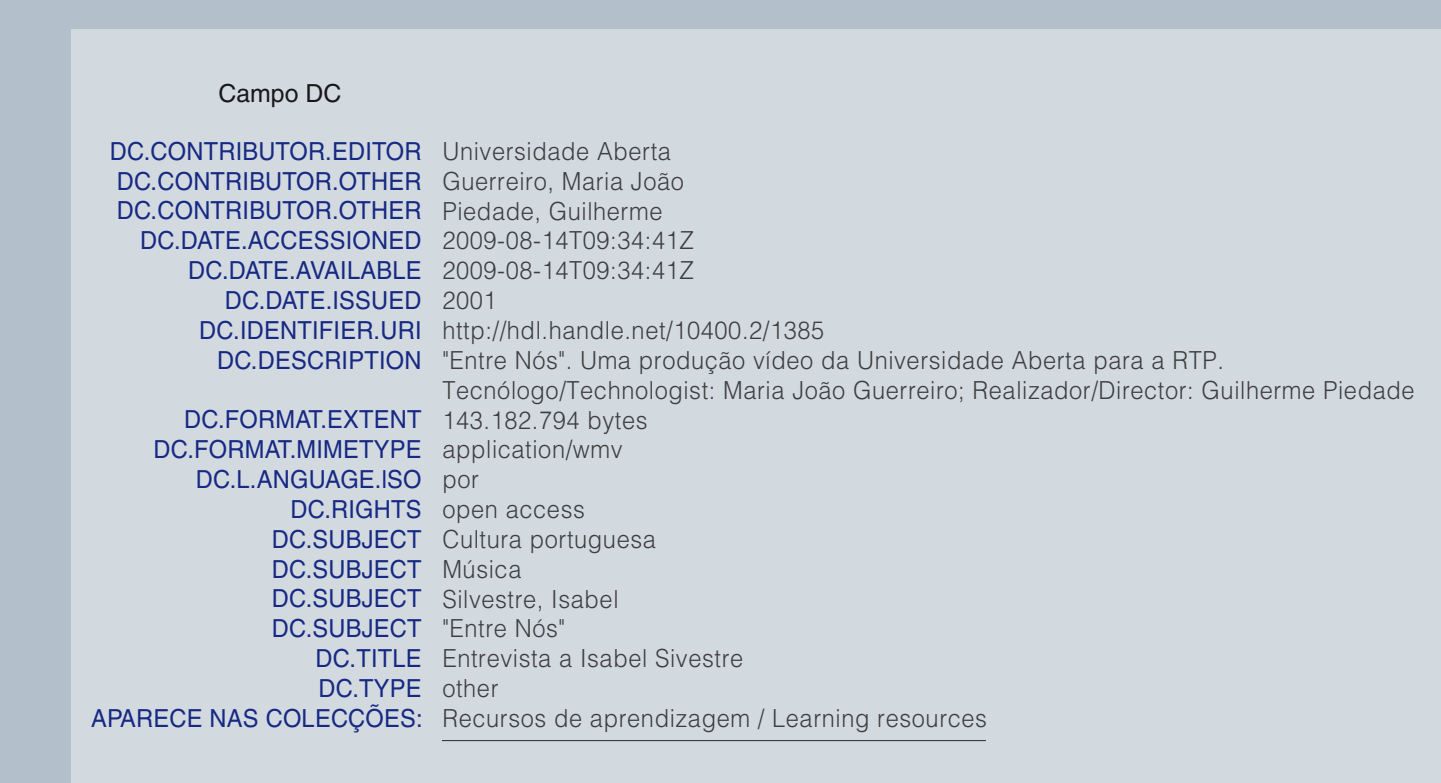 Campo DC
DC.CONTRIBUTOR.EDITOR Universidade Aberta
DC.CONTRIBUTOR.OTHER Guerreiro, Maria João
DC.CONTRIBUTOR.OTHER Piedade, Guilherme
DC.DATE.ACCESSIONED 2009-08-14T09:34:41Z
DC.DATE.AVAILABLE 2009-08-14T09:34:41Z
DC.DATE.ISSUED 2001
DC.IDENTIFIER.URI http://hdl.handle.net/10400.2/1385
DC.DESCRIPTION "Entre Nós". Uma produção vídeo da Universidade Aberta para a RTP.
Tecnólogo/Technologist: Maria João Guerreiro; Realizador/Director: Guilherme Piedade
DC.FORMAT.EXTENT 143.182.794 bytes
DC.FORMAT.MIMETYPE application/wmv
DC.L.ANGUAGE.ISO por
DC.RIGHTS open access
DC.SUBJECT Cultura portuguesa
DC.SUBJECT Música
DC.SUBJECT Silvestre, Isabel
DC.SUBJECT "Entre Nós"
DC.TITLE Entrevista a Isabel Sivestre
DC.TYPE other
APARECE NAS COLECÇÕES: Recursos de aprendizagem / Learning resources